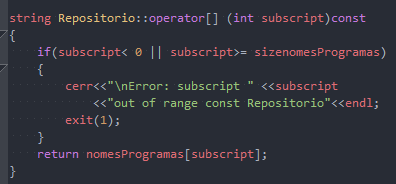 string Repositorio::operator[] (int subscript)const
{
if(subscript< 0 || subscript>= sizenomesProgramas)
{
cerr<<"\nError: subscript " <<subscript
<<"out of range const Repositorio"<<endl;
exit(1);
}
return nomesProgramas[subscript];
}